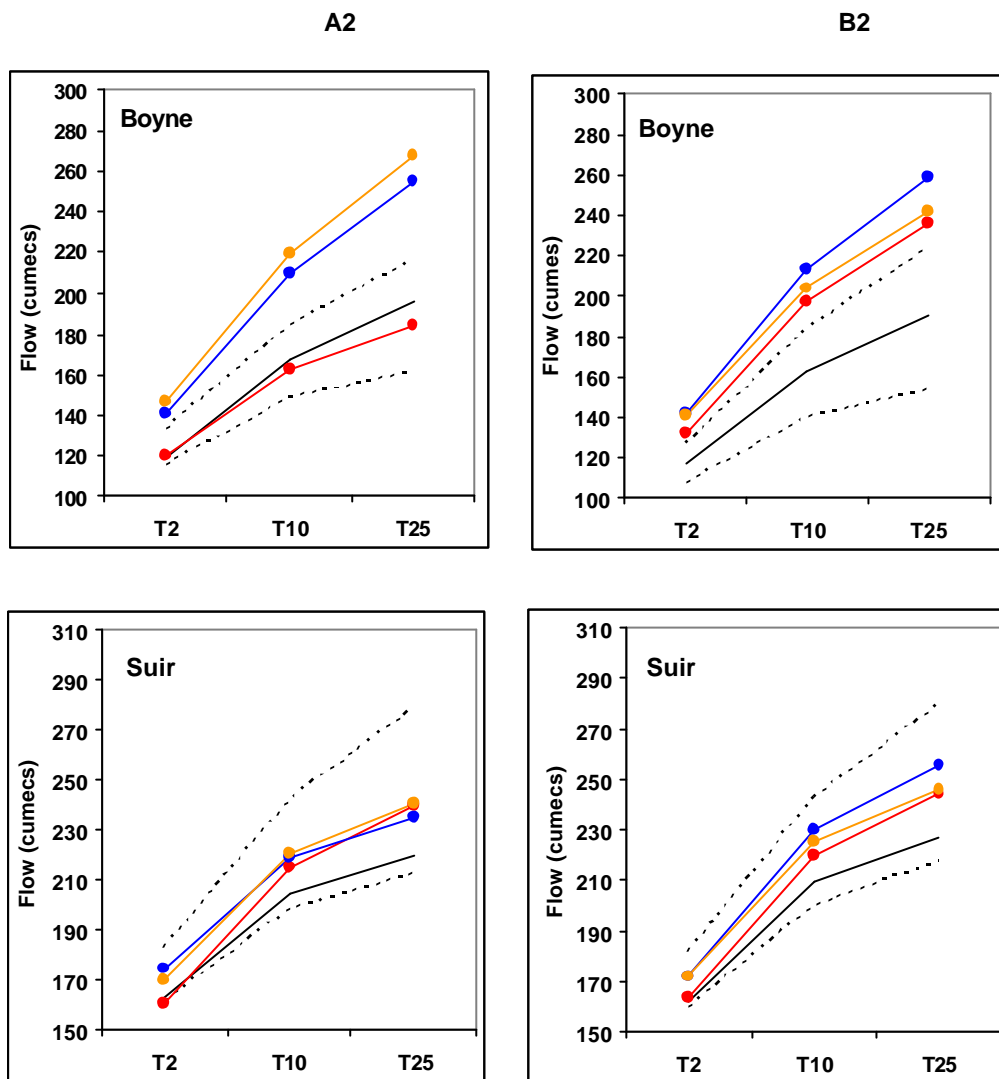 A2
B2
Flow (cumecs)
Boyne
300
280
260
240
220
200
180
160
140
120
100
T2
T10
T25
Flow (cumes)
Boyne
300
280
260
240
220
200
180
160
140
120
100
T2
T10
T25
Flow (cumecs)
Suir
310
290
270
250
230
210
190
170
150
T2
T10
T25
Flow (cumecs)
Suir
310
290
270
250
230
210
190
170
150
T2
T10
T25